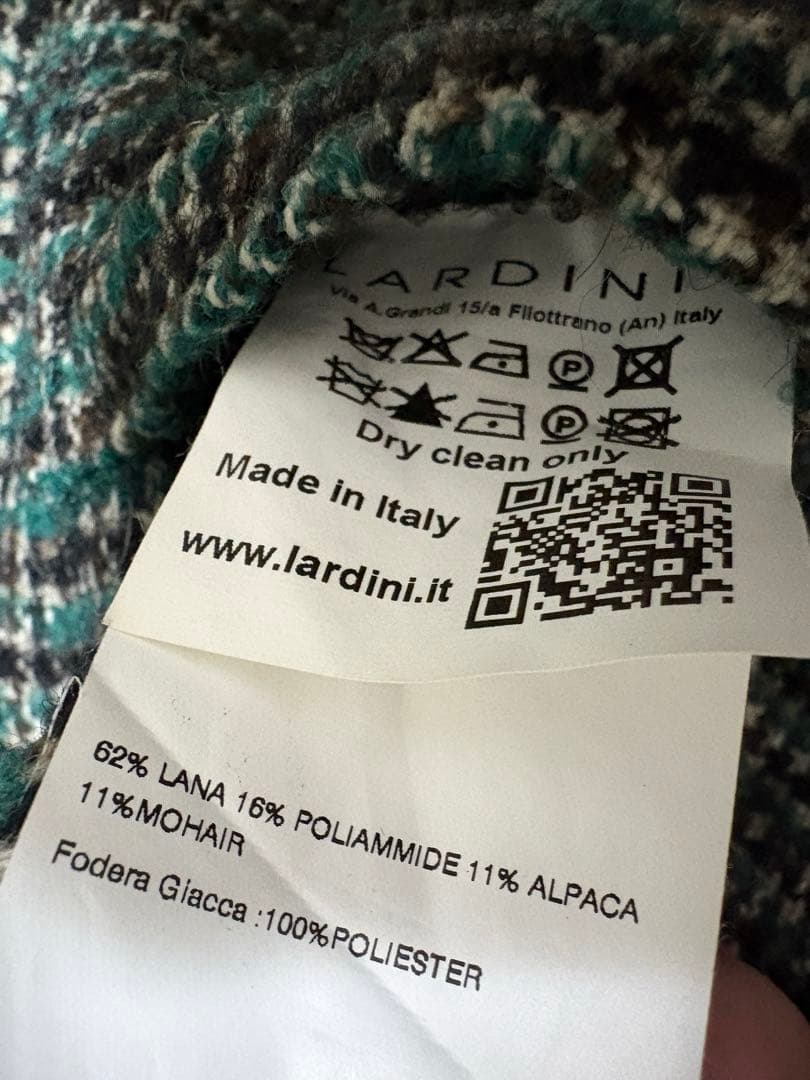 LARDINI
Via A. Grandi 15/a Filottrano (An) Italy
P
P
Dry clean only
Made in Italy
www.lardini.it
62% LANA 16% POLIAMMIDE 11% ALPACA
11%MOHAIR
Fodera Giacca :100%POLIESTER